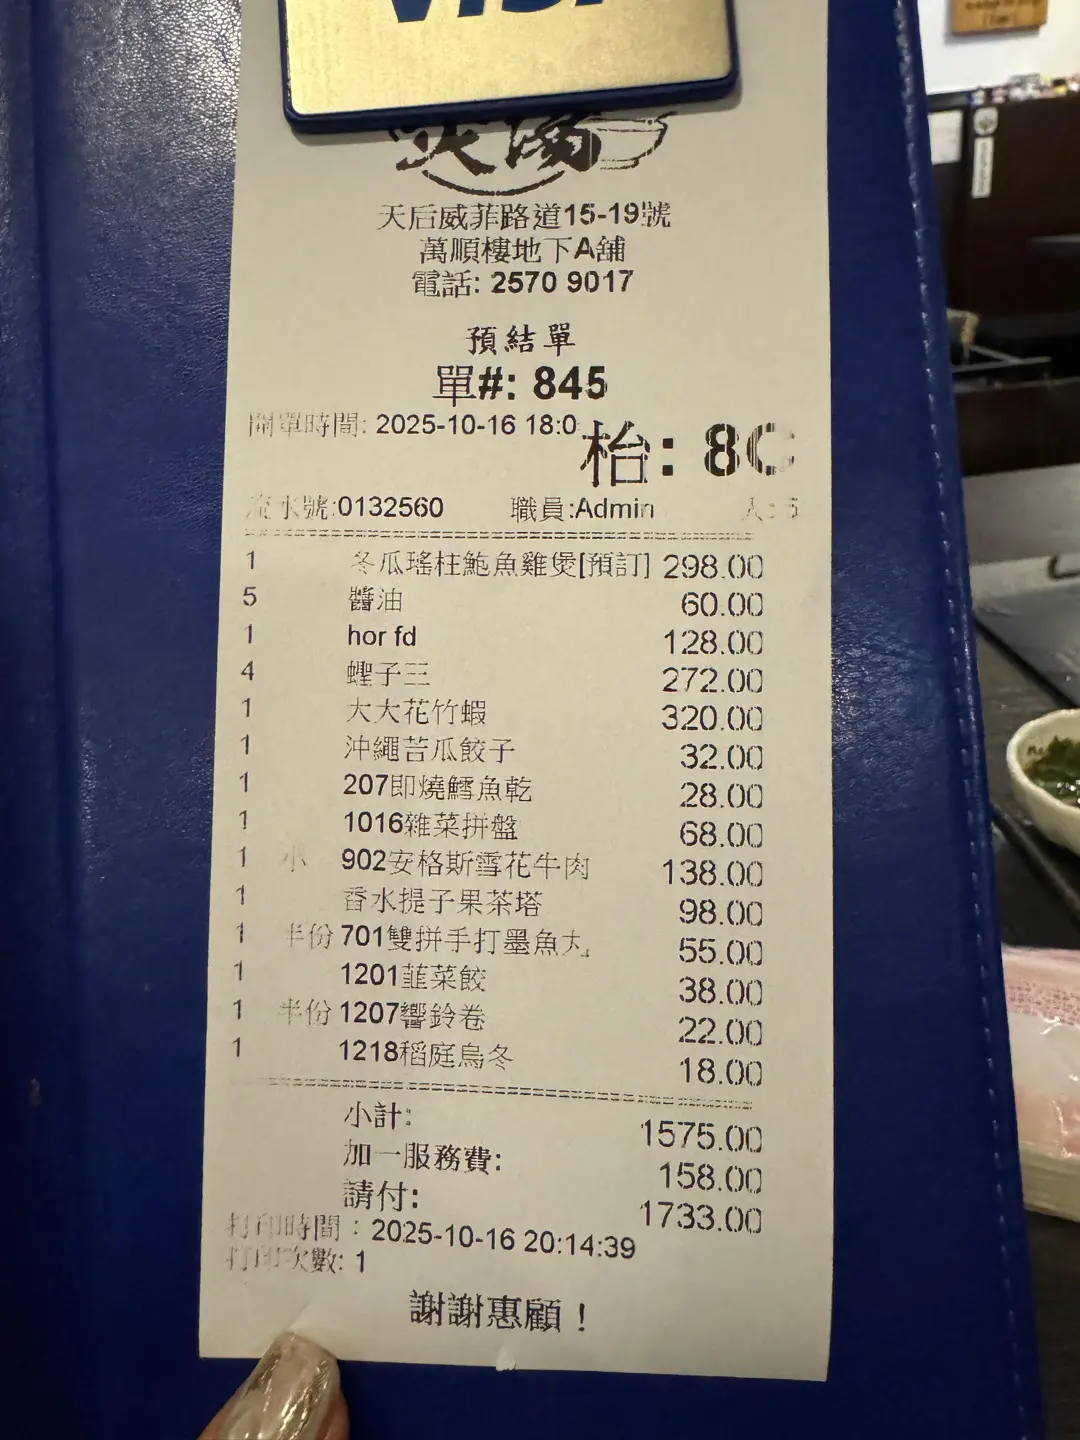 VISA
天后威菲路道15-19號
萬順樓地下A舖
電話: 2570 9017
預結單
單#: 845
開單時間: 2025-10-16 18:0
枱: 8C
流水號:0132560 職員:Admin 人: 5
1 冬瓜瑤柱鮑魚雞煲[預訂] 298.00
5 醬油 60.00
1 hor fd 128.00
4 蟶子王 272.00
1 大大花竹蝦 320.00
1 沖繩苦瓜餃子 32.00
1 207即燒鱈魚乾 28.00
1 1016雜菜拼盤 68.00
1 小 902安格斯雪花牛肉 138.00
1 香水提子果茶塔 98.00
1 半份 701雙拼手打墨魚丸 55.00
1 1201韮菜餃 38.00
1 半份 1207響鈴卷 22.00
1 1218稻庭烏冬 18.00
小計: 1575.00
加一服務費: 158.00
請付: 1733.00
打印時間: 2025-10-16 20:14:39
打印次數: 1
謝謝惠顧！